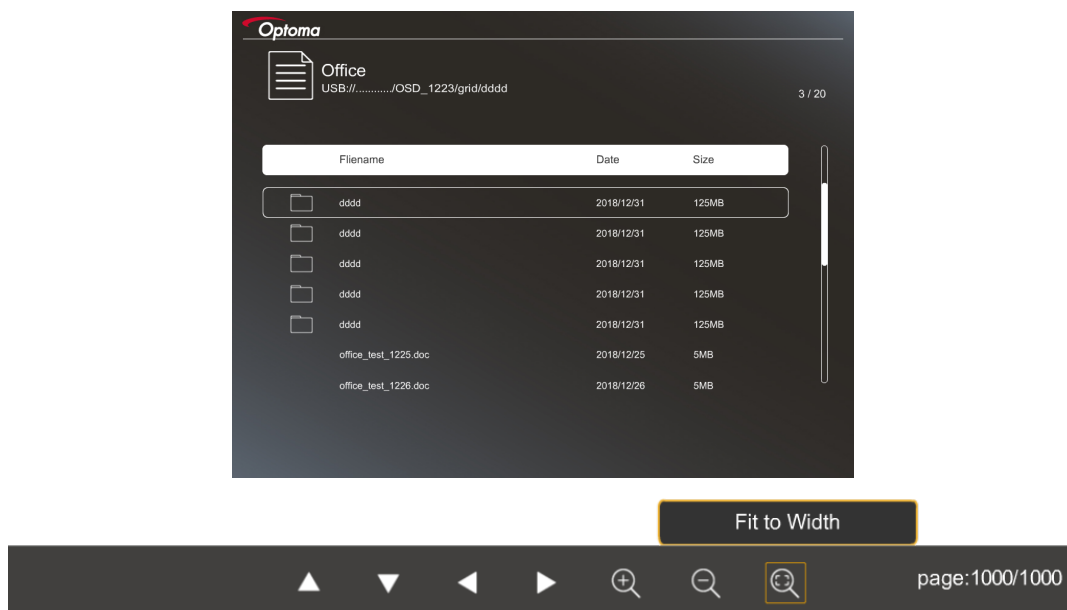 Optoma
Office
USB://.........../OSD_1223/grid/dddd
3 / 20
Fliename Date Size
dddd 2018/12/31 125MB
dddd 2018/12/31 125MB
dddd 2018/12/31 125MB
dddd 2018/12/31 125MB
dddd 2018/12/31 125MB
office_test_1225.doc 2018/12/25 5MB
office_test_1226.doc 2018/12/26 5MB
Fit to Width
page:1000/1000